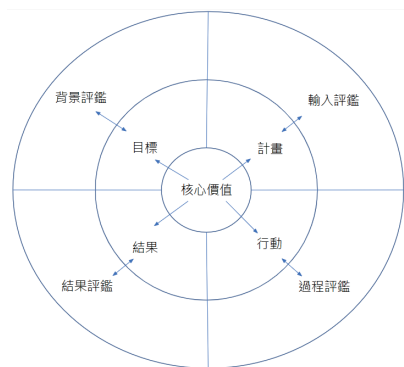 背景評鑑
輸入評鑑
目標
計畫
核心價值
結果
行動
結果評鑑
過程評鑑